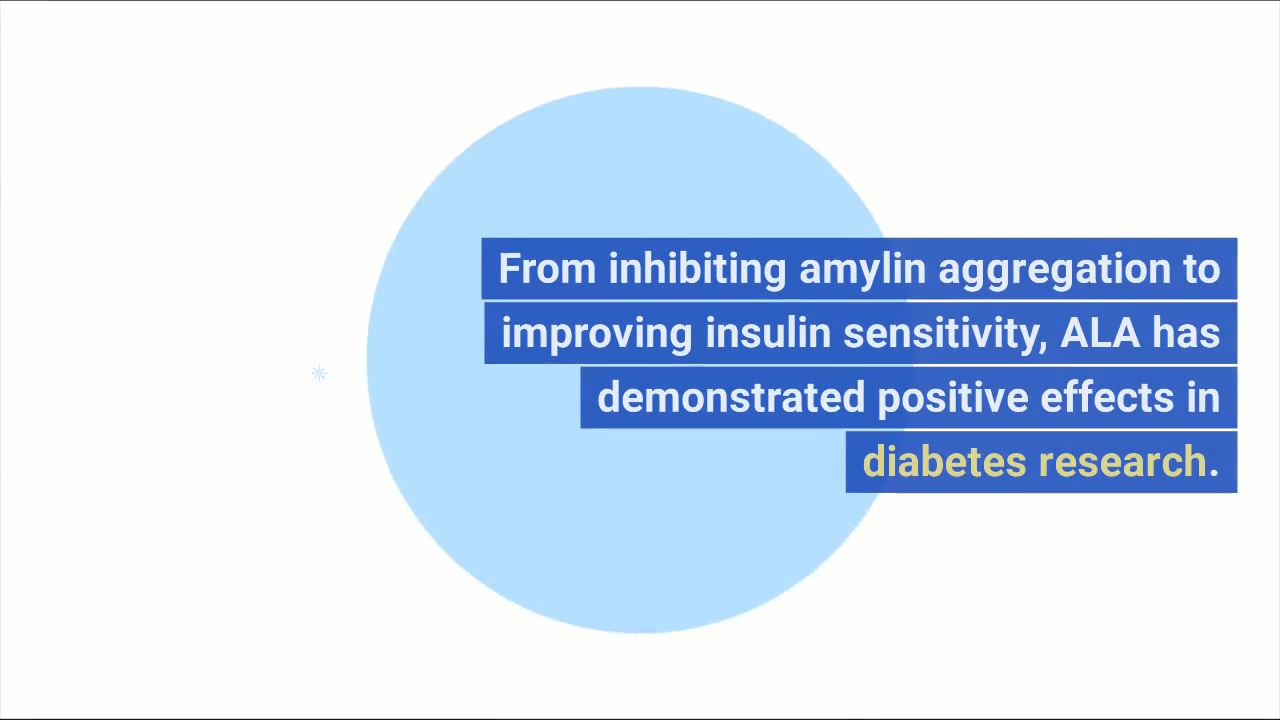 From inhibiting amylin aggregation to
improving insulin sensitivity, ALA has
demonstrated positive effects in
diabetes research.